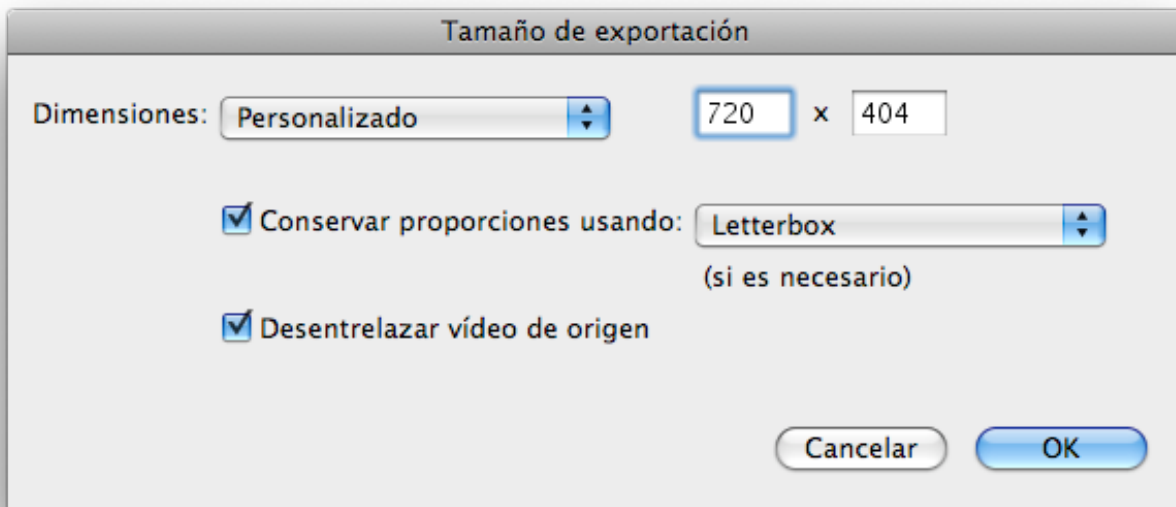 Tamaño de exportación
Dimensiones: Personalizado 720 x 404
Conservar proporciones usando: Letterbox
(si es necesario)
Desentrelazar vídeo de origen
Cancelar OK